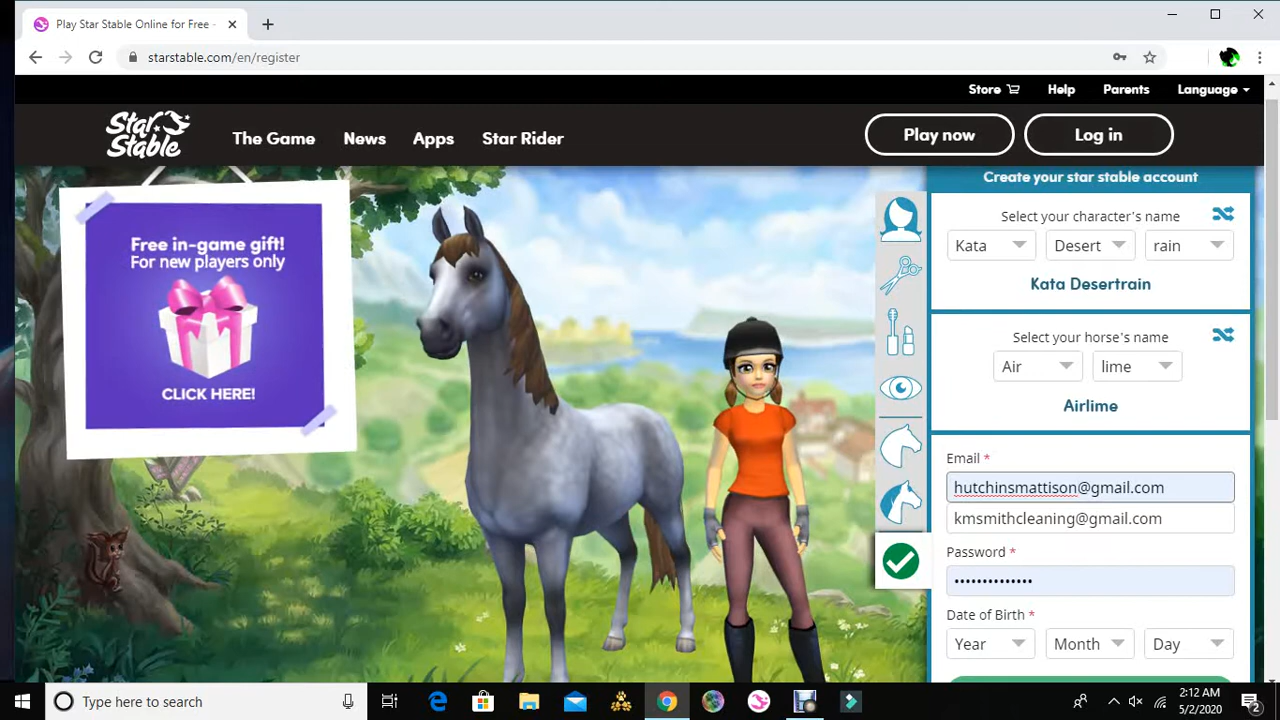 Play Star Stable Online for Free -
starstable.com/en/register
Store Help Parents Language
Star Stable
The Game News Apps Star Rider
Play now Log in
Free in-game gift!
For new players only
CLICK HERE!
Create your star stable account
Select your character's name
Kata Desert rain
Kata Desertrain
Select your horse's name
Air lime
Airlime
Email *
hutchinsmattison@gmail.com
kmsmithcleaning@gmail.com
Password *
••••••••••••••
Date of Birth *
Year Month Day
Type here to search
2:12 AM
5/2/2020
2